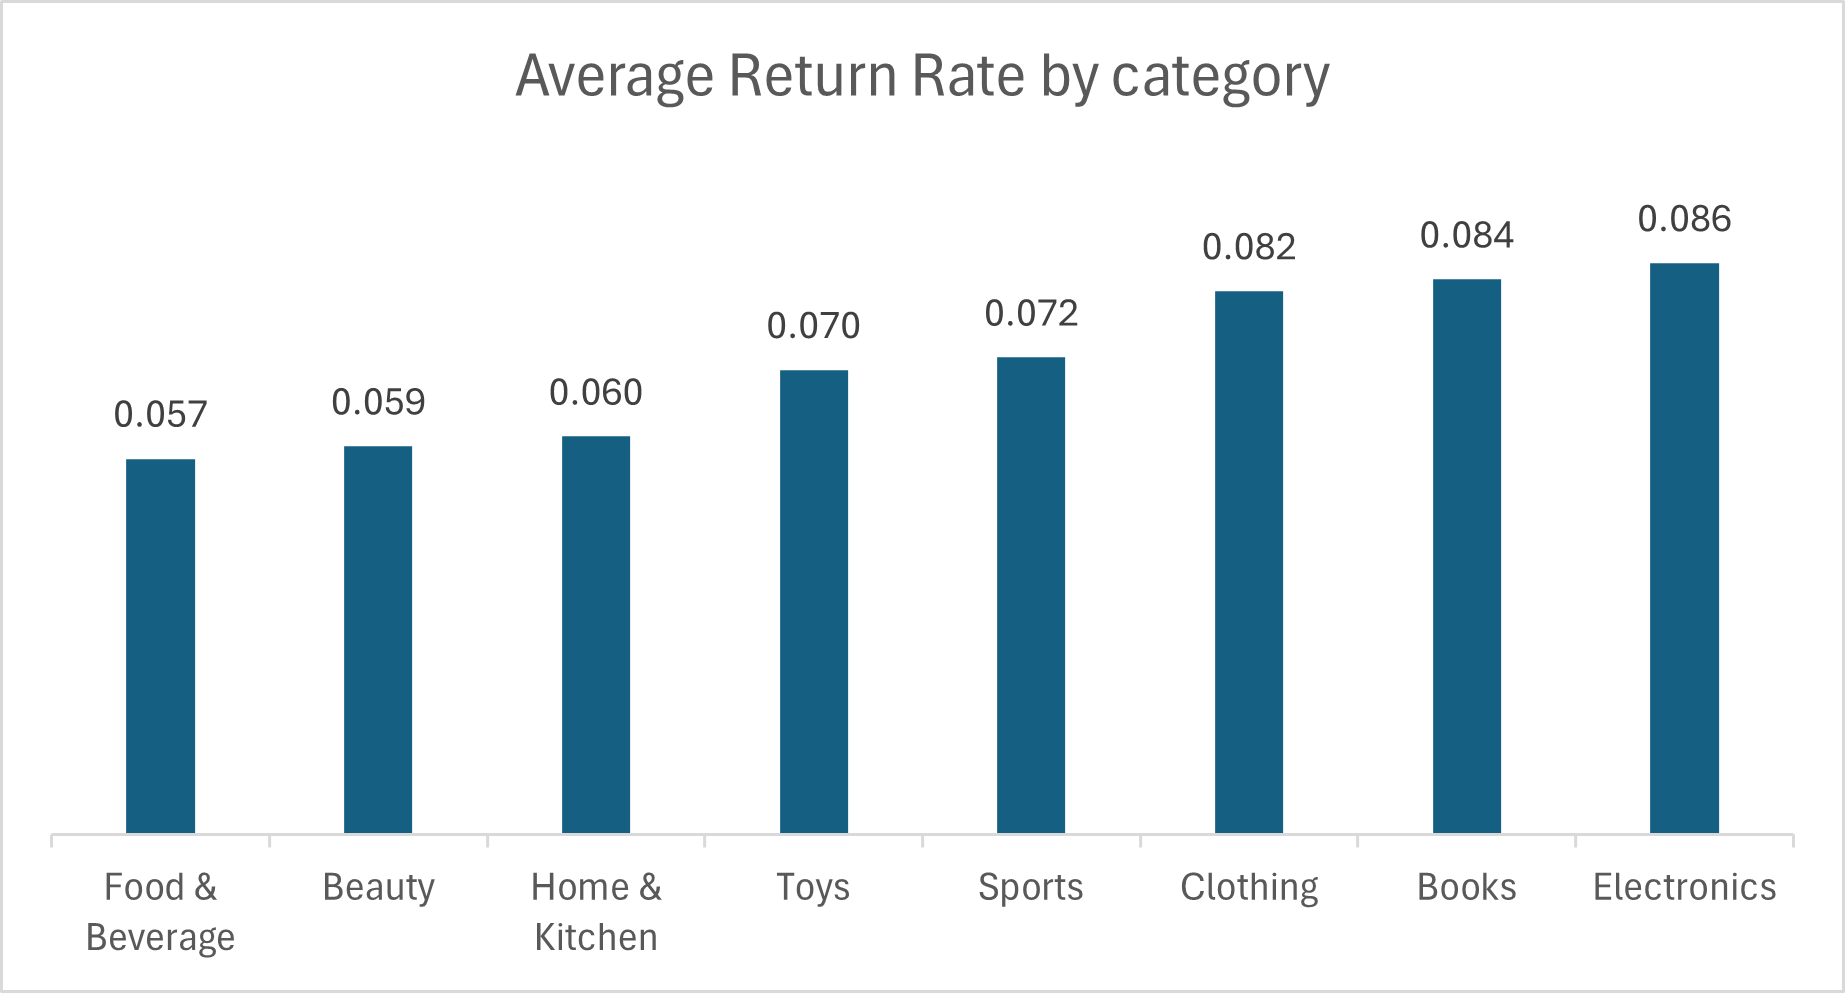 Average Return Rate by category
0.057
0.059
0.060
0.070
0.072
0.082
0.084
0.086
Food &
Beverage
Beauty
Home &
Kitchen
Toys
Sports
Clothing
Books
Electronics